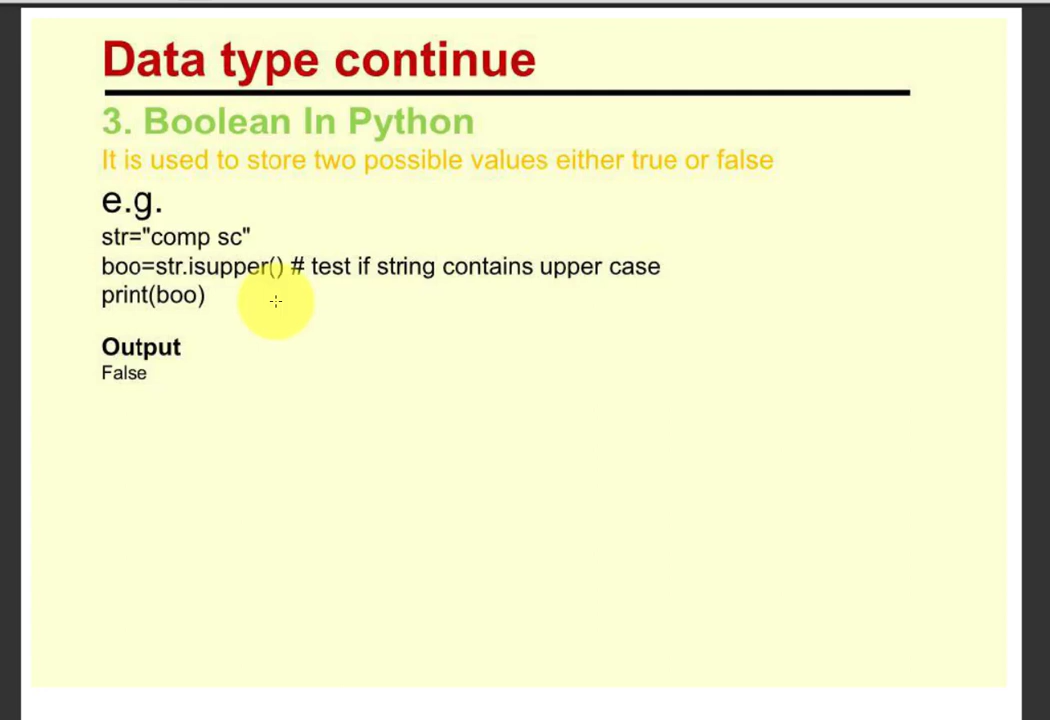 Data type continue
3. Boolean In Python
It is used to store two possible values either true or false
e.g.
str="comp sc"
boo=str.isupper() # test if string contains upper case
print(boo)
Output
False